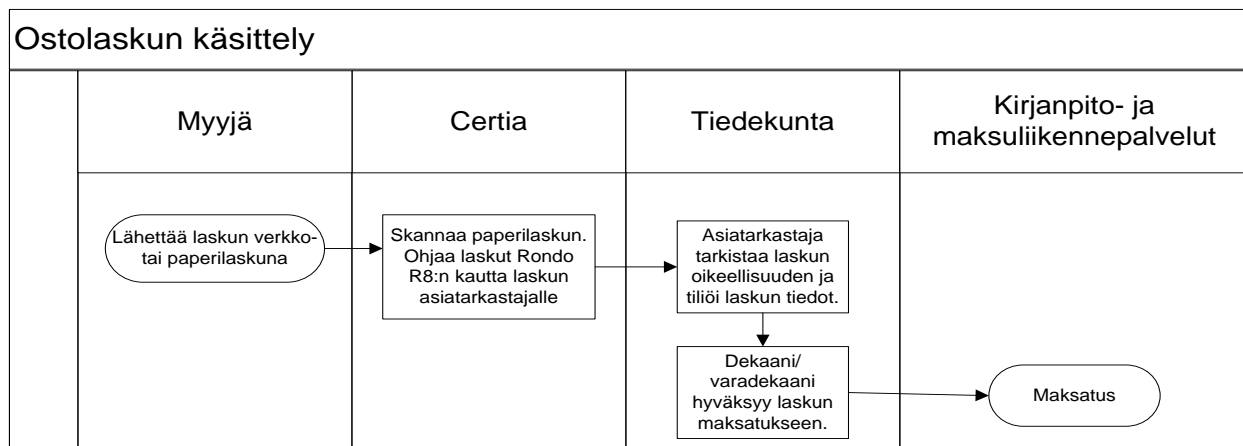 Ostolaskun käsittely
Myyjä
Certia
Tiedekunta
Kirjanpito- ja
maksuliikennepalvelut
Lähettää laskun verkko-
tai paperilaskuna
Skannaa paperilaskun.
Ohjaa laskut Rondo
R8:n kautta laskun
asiatarkastajalle
Asiatarkastaja
tarkistaa laskun
oikeellisuuden ja
tiliöi laskun tiedot.
Dekaani/
varadekaani
hyväksyy laskun
maksatukseen.
Maksatus